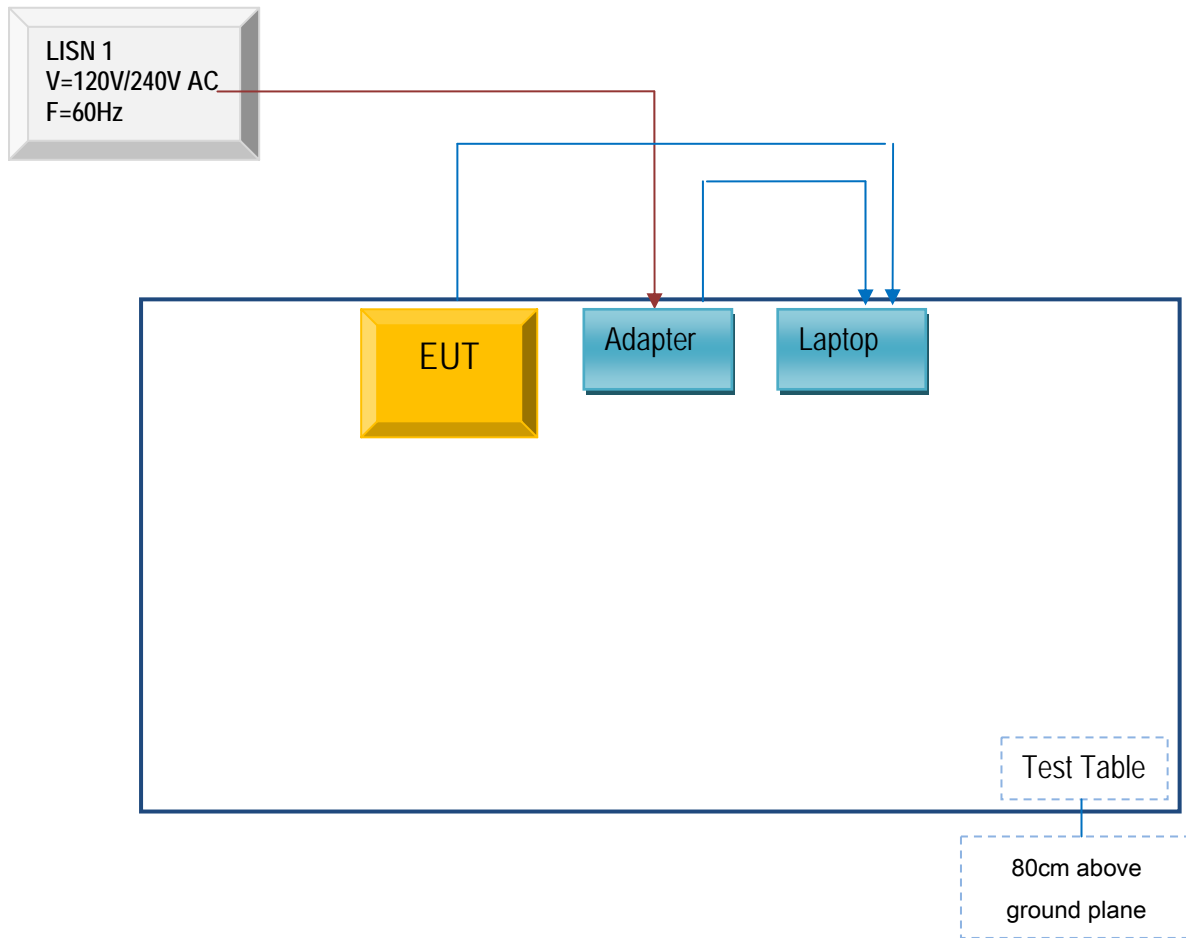 LISN 1
V=120V/240V AC
F=60Hz
EUT
Adapter
Laptop
Test Table
80cm above
ground plane